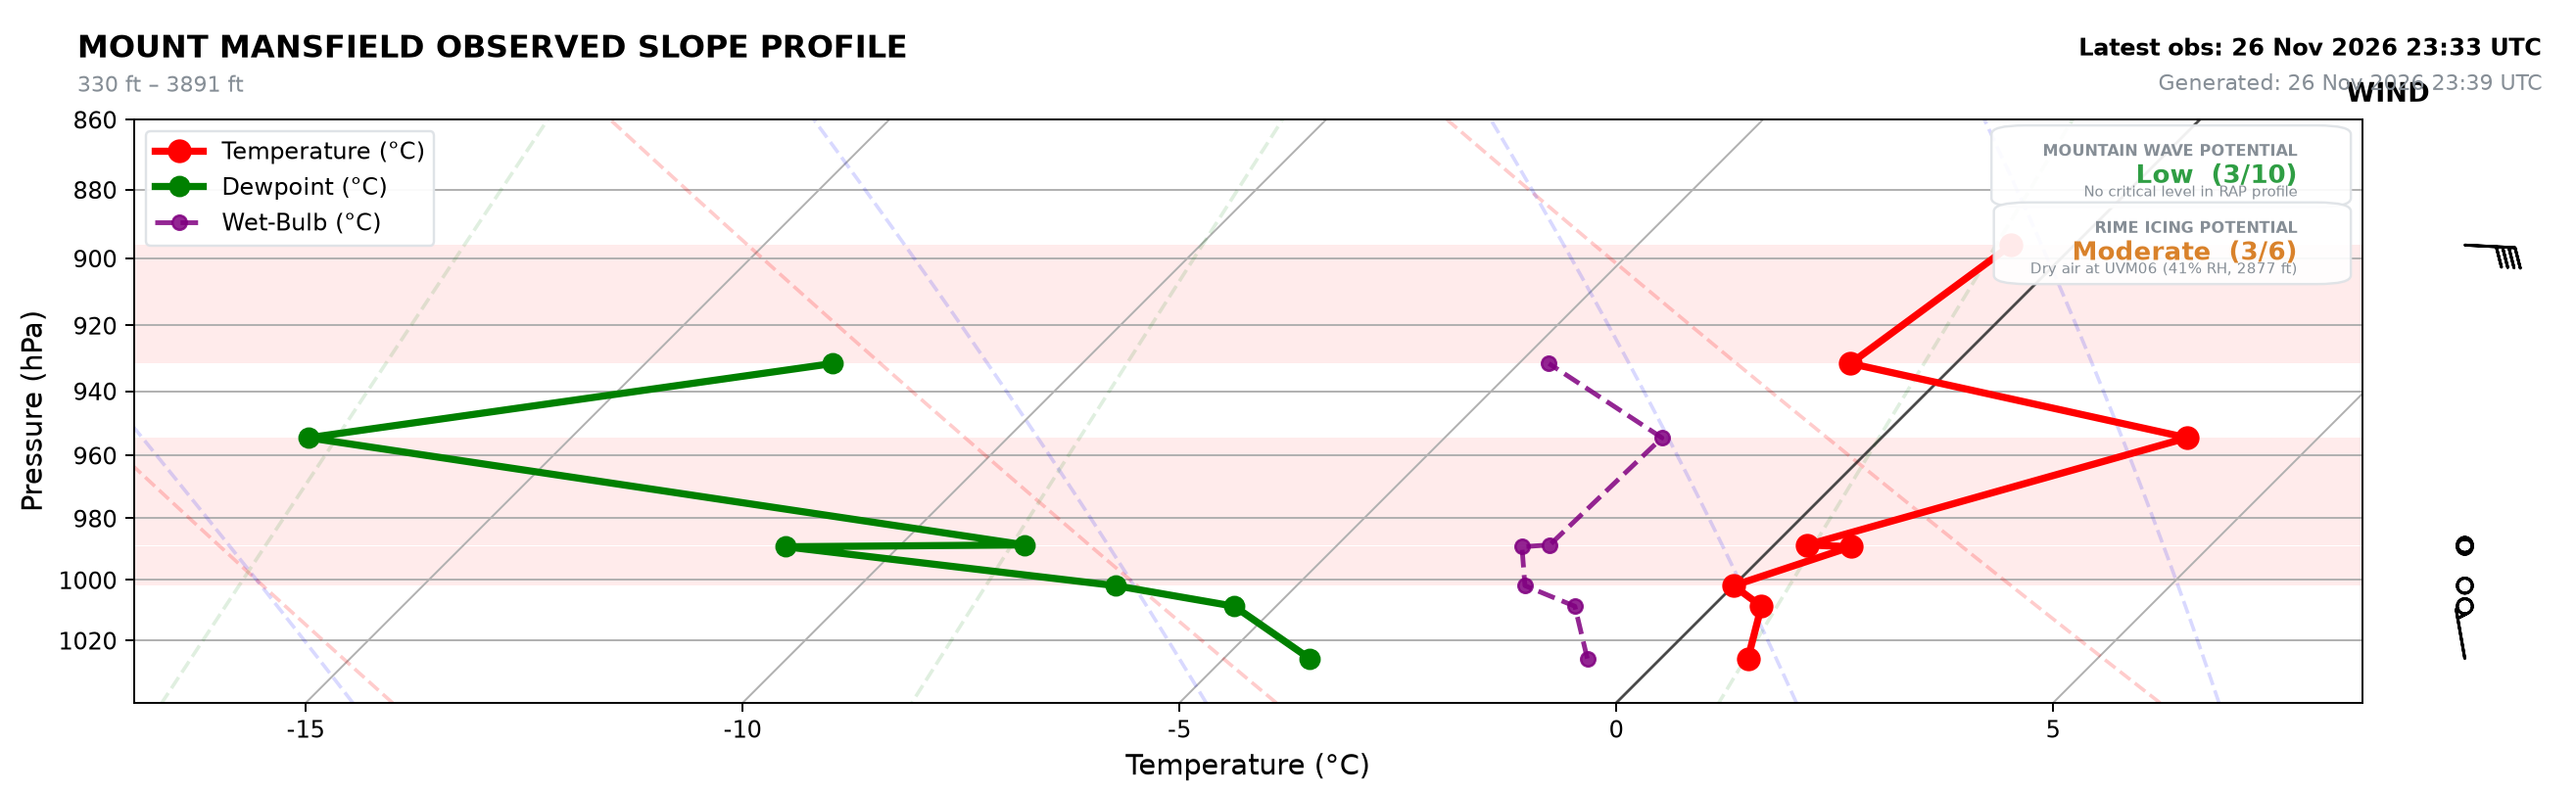 MOUNT MANSFIELD OBSERVED SLOPE PROFILE
330 ft – 3891 ft
Latest obs: 26 Nov 2026 23:33 UTC
Generated: 26 Nov 2026 23:39 UTC
WIND
Temperature (°C)
Dewpoint (°C)
Wet-Bulb (°C)
MOUNTAIN WAVE POTENTIAL
Low (3/10)
No critical level in RAP profile
RIME ICING POTENTIAL
Moderate (3/6)
Dry air at UVM06 (41% RH, 2877 ft)
Pressure (hPa)
860
880
900
920
940
960
980
1000
1020
-15 -10 -5 0 5
Temperature (°C)